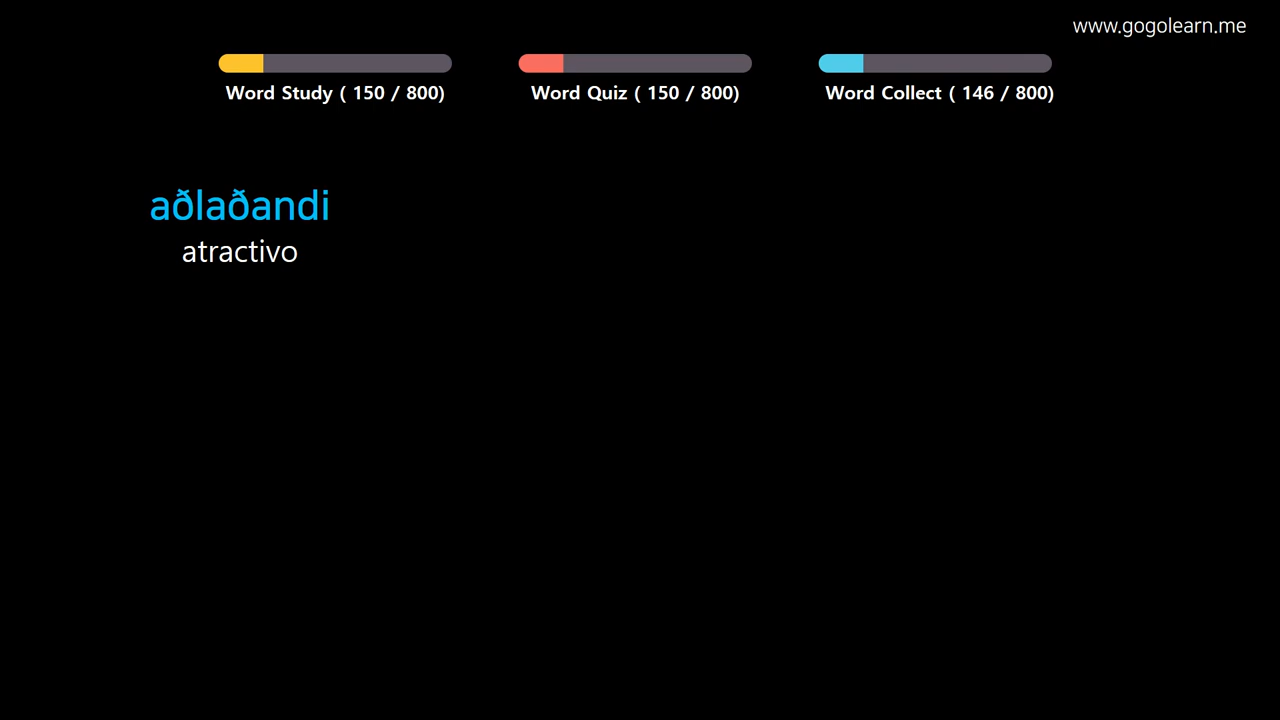 www.gogolearn.me
Word Study ( 150 / 800)
Word Quiz ( 150 / 800)
Word Collect ( 146 / 800)
aðlaðandi
atractivo